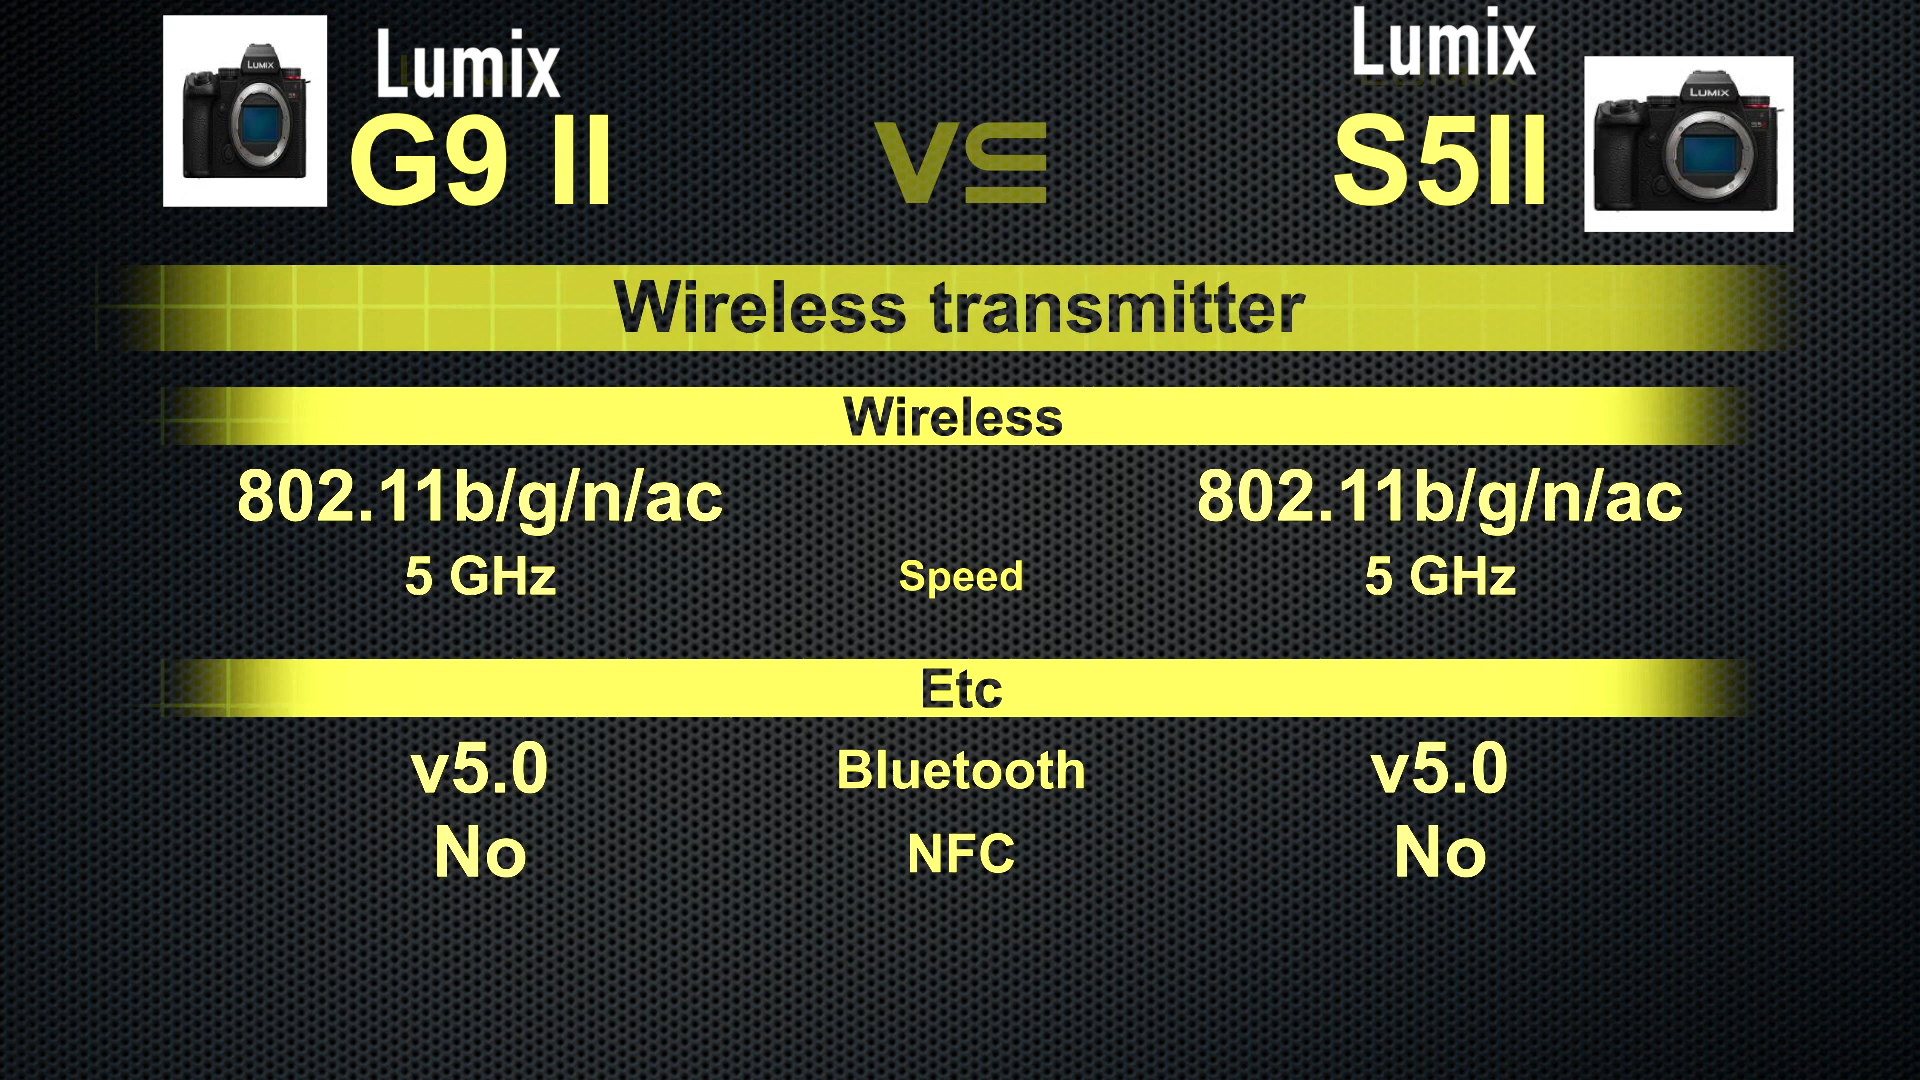 LUMIX
Lumix
G9 II
VS
Lumix
S5II
LUMIX
Wireless transmitter
Wireless
802.11b/g/n/ac
802.11b/g/n/ac
5 GHz
Speed
5 GHz
Etc
v5.0
Bluetooth
v5.0
No
NFC
No